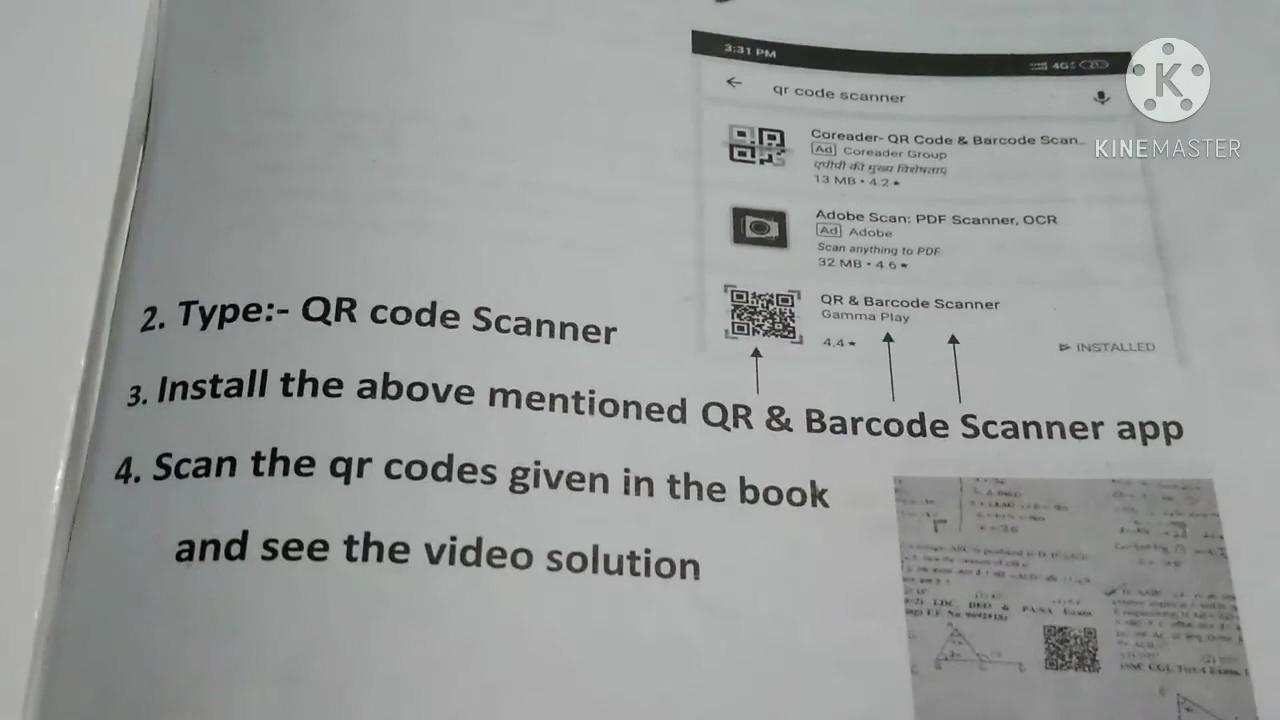 3:31 PM
4G
qr code scanner
KINEMASTER
Coreader- QR Code & Barcode Scan..
Ad Coreader Group
एपीपी की मुख्य विशेषताए
13 MB • 4.2 ★
Adobe Scan: PDF Scanner, OCR
Ad Adobe
Scan anything to PDF
32 MB • 4.6 ★
QR & Barcode Scanner
Gamma Play
4.4 ★
INSTALLED
2. Type:- QR code Scanner
3. Install the above mentioned QR & Barcode Scanner app
4. Scan the qr codes given in the book
and see the video solution